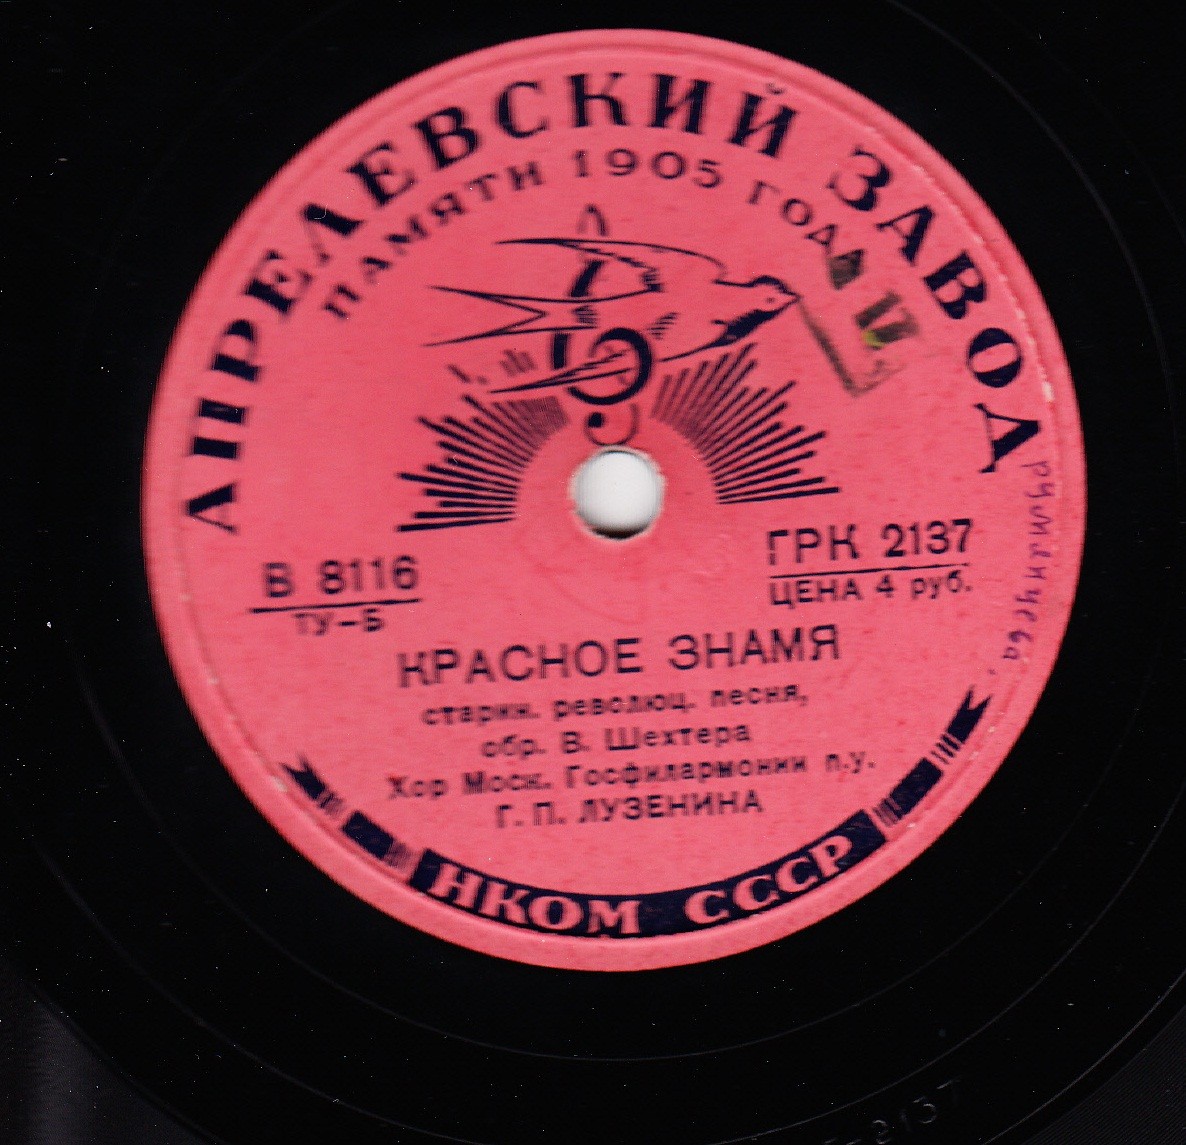 АПРЕЛЕВСКИЙ ЗАВОД
ПАМЯТИ 1905 ГОДА
В 8116
ТУ–Б
ГРК 2137
ЦЕНА 4 руб.
КРАСНОЕ ЗНАМЯ
старин. революц. песня,
обр. В. Шехтера
Хор Моск. Госфилармонии п.у.
Г. П. ЛУЗЕНИНА
НКОМ СССР